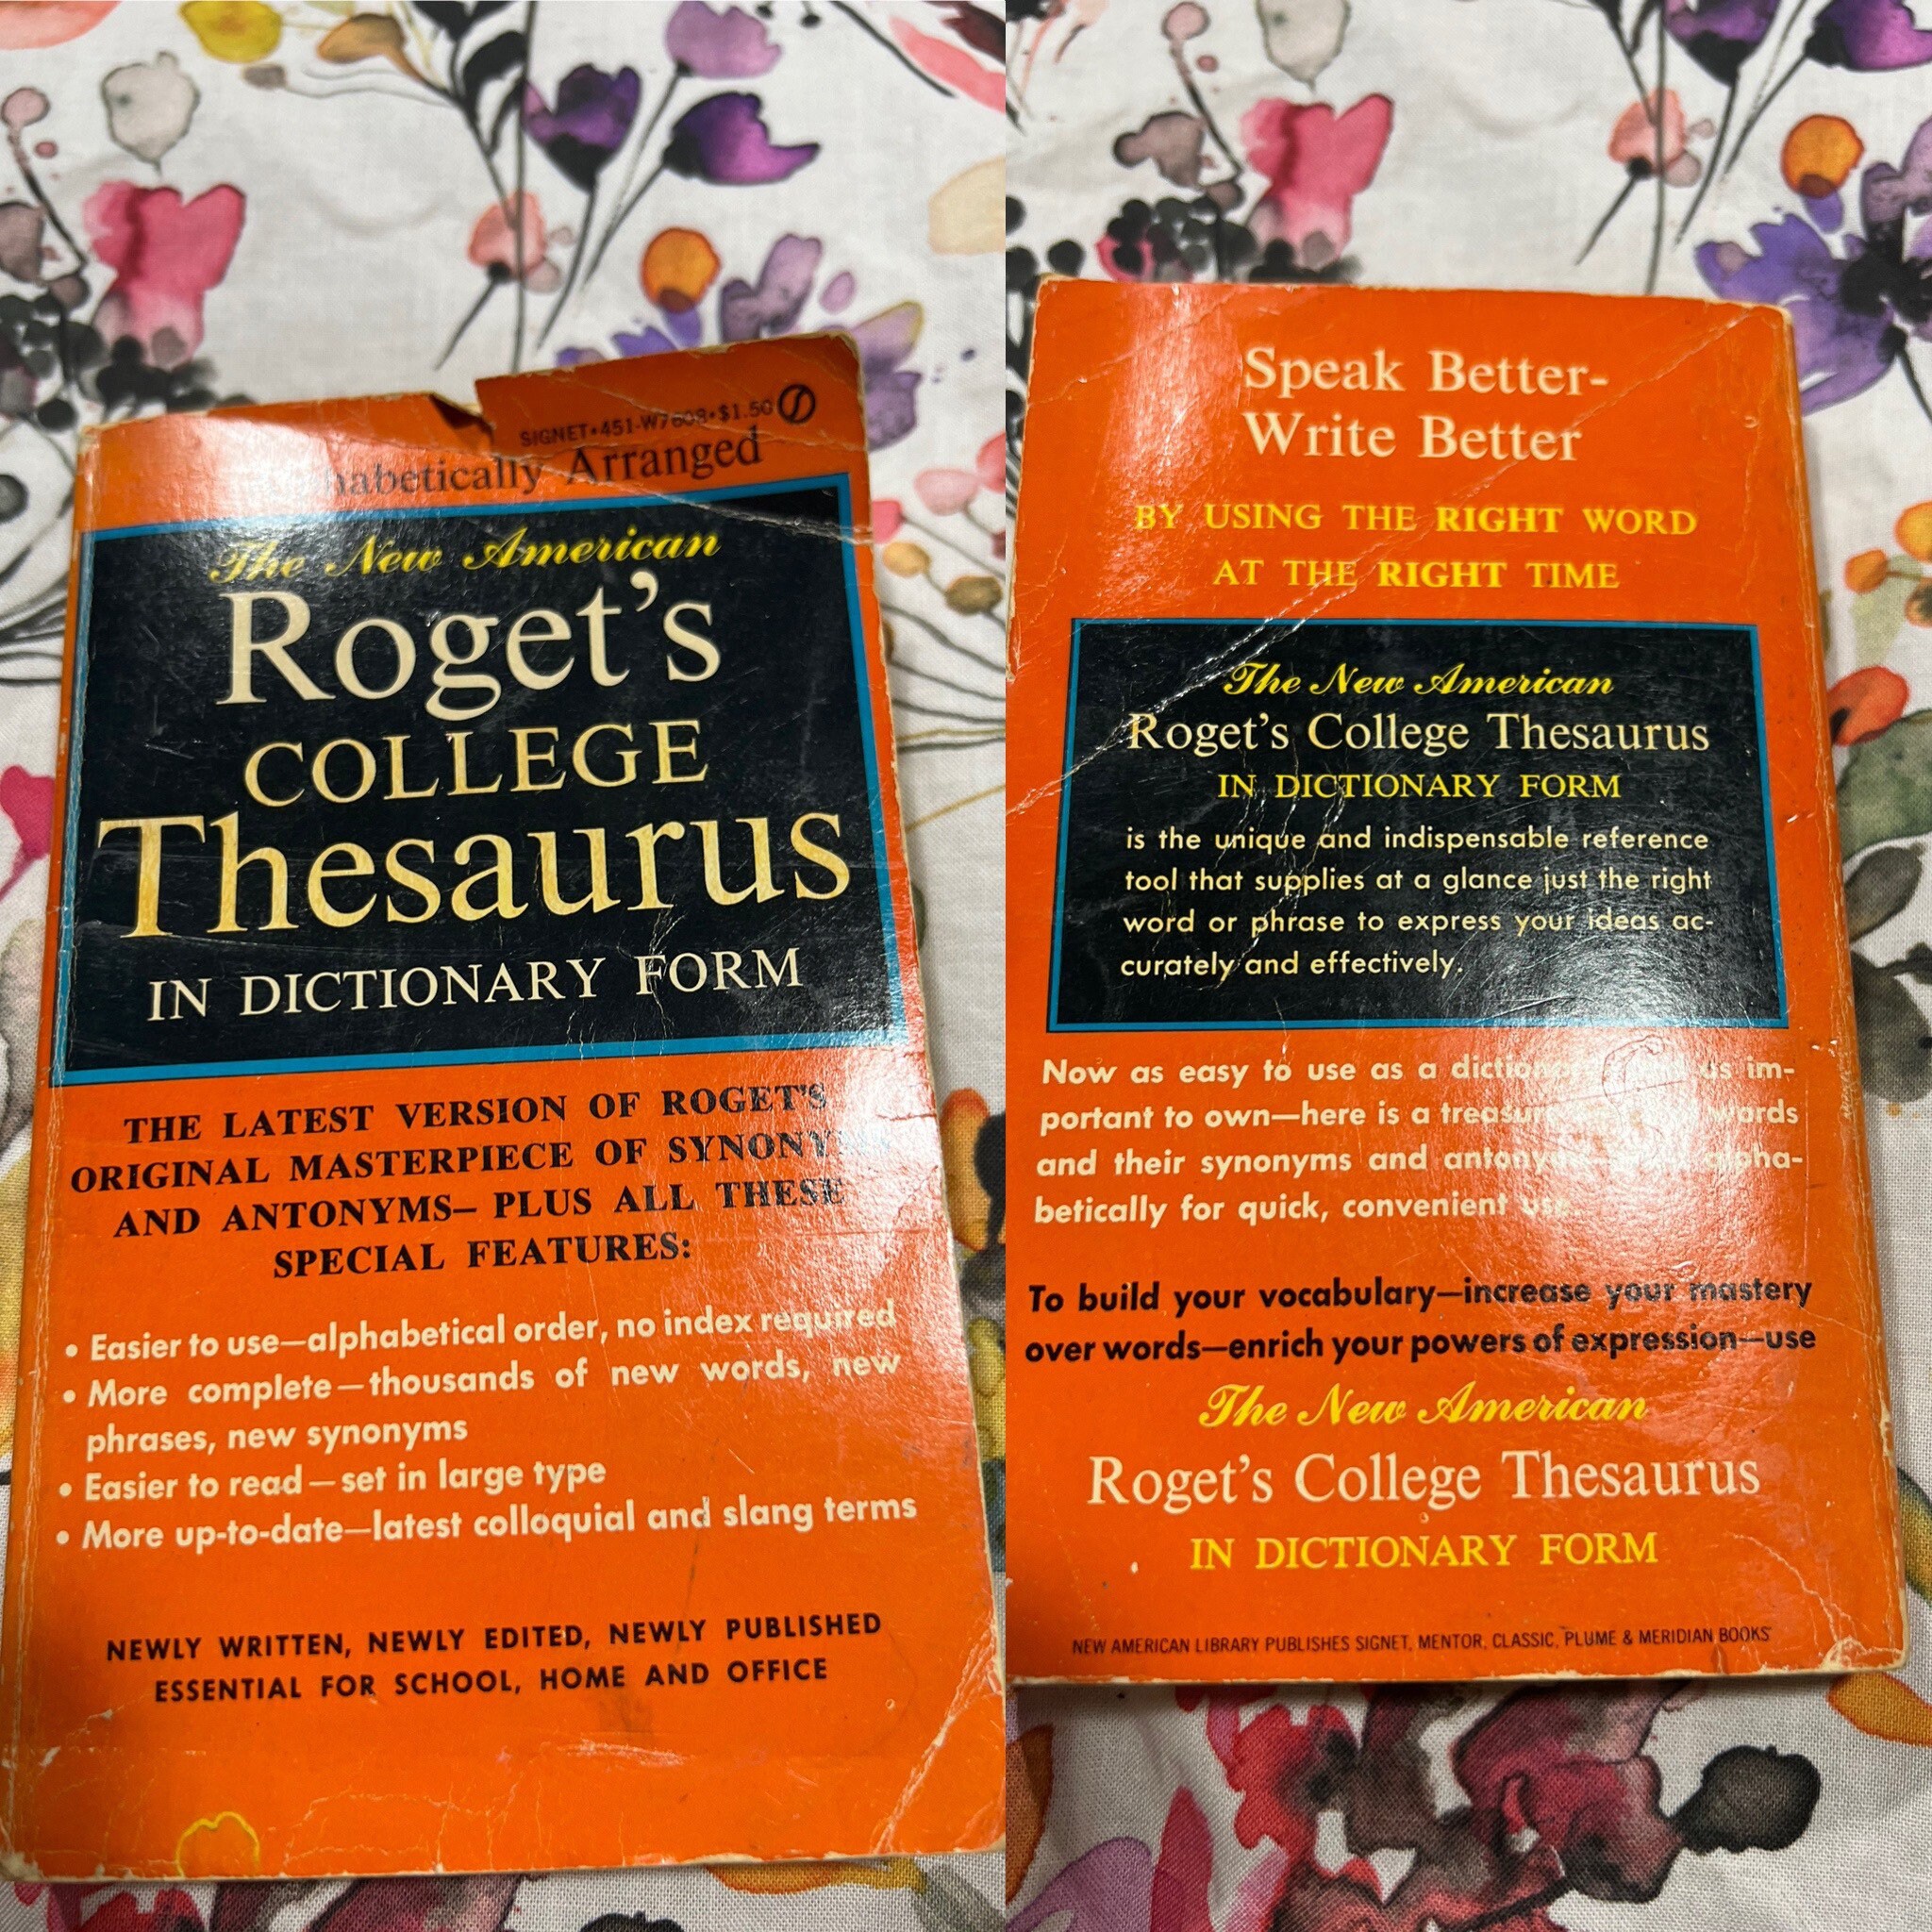 SIGNET•451-W7608•$1.50
habetically Arranged
The New American
Roget's
COLLEGE
Thesaurus
IN DICTIONARY FORM
THE LATEST VERSION OF ROGET'S
ORIGINAL MASTERPIECE OF
AND ANTONYMS— PLUS ALL THESE
SPECIAL FEATURES:
• Easier to use—alphabetical order, no index required
• More complete—thousands of new words, new
phrases, new synonyms
• Easier to read—set in large type
• More up-to-date—latest colloquial and slang terms
NEWLY WRITTEN, NEWLY EDITED, NEWLY PUBLISHED
ESSENTIAL FOR SCHOOL, HOME AND OFFICE
Speak Better-
Write Better
BY USING THE RIGHT WORD
AT THE RIGHT TIME
The New American
Roget's College Thesaurus
IN DICTIONARY FORM
is the unique and indispensable reference
tool that supplies at a glance just the right
word or phrase to express your ideas ac-
curately and effectively.
Now as easy to use as a as im-
portant to own—here is a words
and their synonyms and alpha-
betically for quick, convenient
To build your vocabulary—increase your mastery
over words—enrich your powers of expression—use
The New American
Roget's College Thesaurus
IN DICTIONARY FORM
NEW AMERICAN LIBRARY PUBLISHES SIGNET, MENTOR, CLASSIC, PLUME & MERIDIAN BOOKS